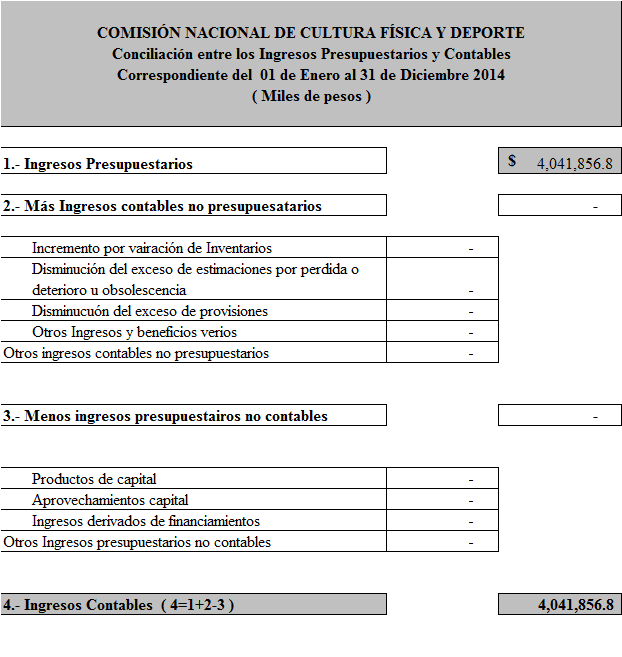 COMISIÓN NACIONAL DE CULTURA FÍSICA Y DEPORTE
Conciliación entre los Ingresos Presupuestarios y Contables
Correspondiente del 01 de Enero al 31 de Diciembre 2014
( Miles de pesos )
1.- Ingresos Presupuestarios $ 4,041,856.8
2.- Más Ingresos contables no presupuesatarios -
Incremento por vairación de Inventarios -
Disminución del exceso de estimaciones por perdida o
deterioro u obsolescencia -
Disminucuón del exceso de provisiones -
Otros Ingresos y beneficios verios -
Otros ingresos contables no presupuestarios -
3.- Menos ingresos presupuestairos no contables -
Productos de capital -
Aprovechamientos capital -
Ingresos derivados de financiamientos -
Otros Ingresos presupuestarios no contables -
4.- Ingresos Contables ( 4=1+2-3 ) 4,041,856.8